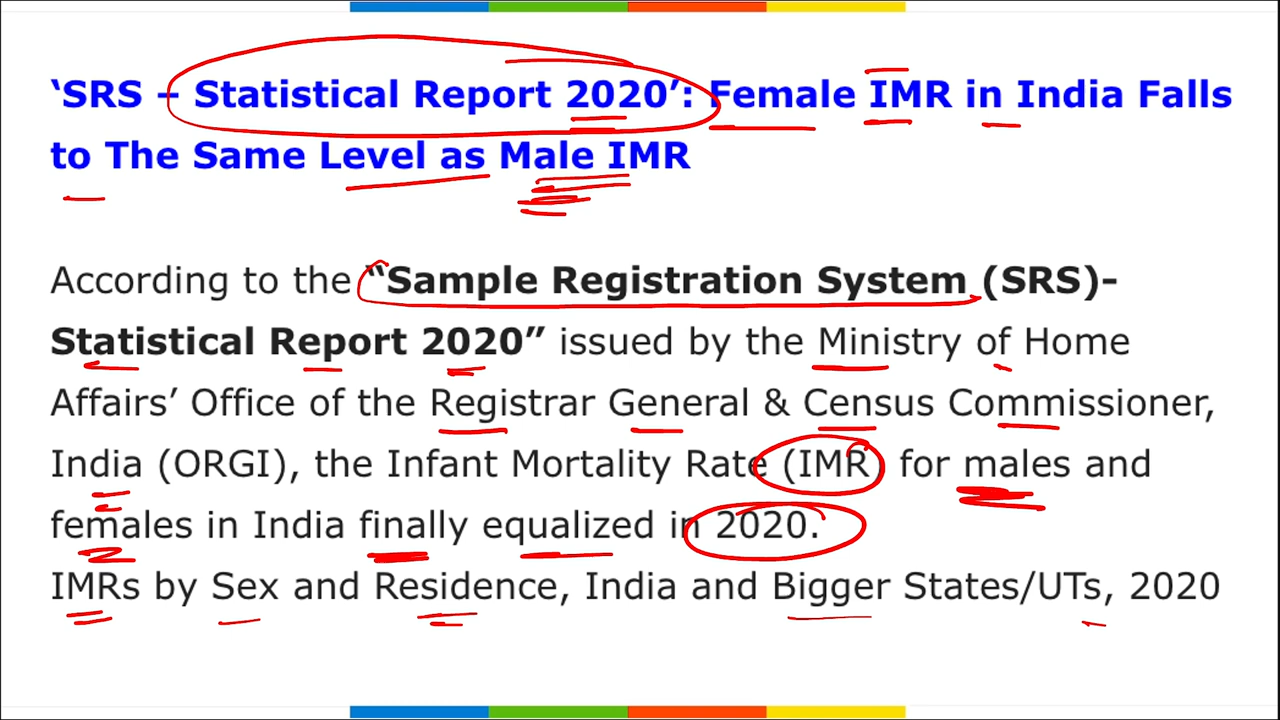 ‘SRS – Statistical Report 2020’: Female IMR in India Falls
to The Same Level as Male IMR
According to the “Sample Registration System (SRS)-
Statistical Report 2020” issued by the Ministry of Home
Affairs’ Office of the Registrar General & Census Commissioner,
India (ORGI), the Infant Mortality Rate (IMR) for males and
females in India finally equalized in 2020.
IMRs by Sex and Residence, India and Bigger States/UTs, 2020